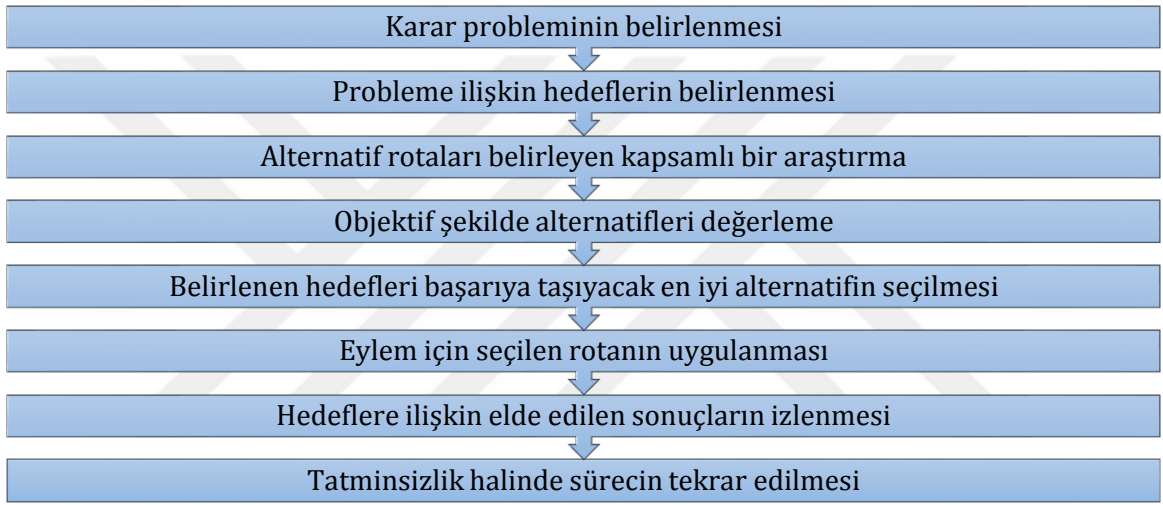 Karar probleminin belirlenmesi
Probleme ilişkin hedeflerin belirlenmesi
Alternatif rotaları belirleyen kapsamlı bir araştırma
Objektif şekilde alternatifleri değerleme
Belirlenen hedefleri başarıya taşıyacak en iyi alternatifin seçilmesi
Eylem için seçilen rotanın uygulanması
Hedeflere ilişkin elde edilen sonuçların izlenmesi
Tatminsizlik halinde sürecin tekrar edilmesi